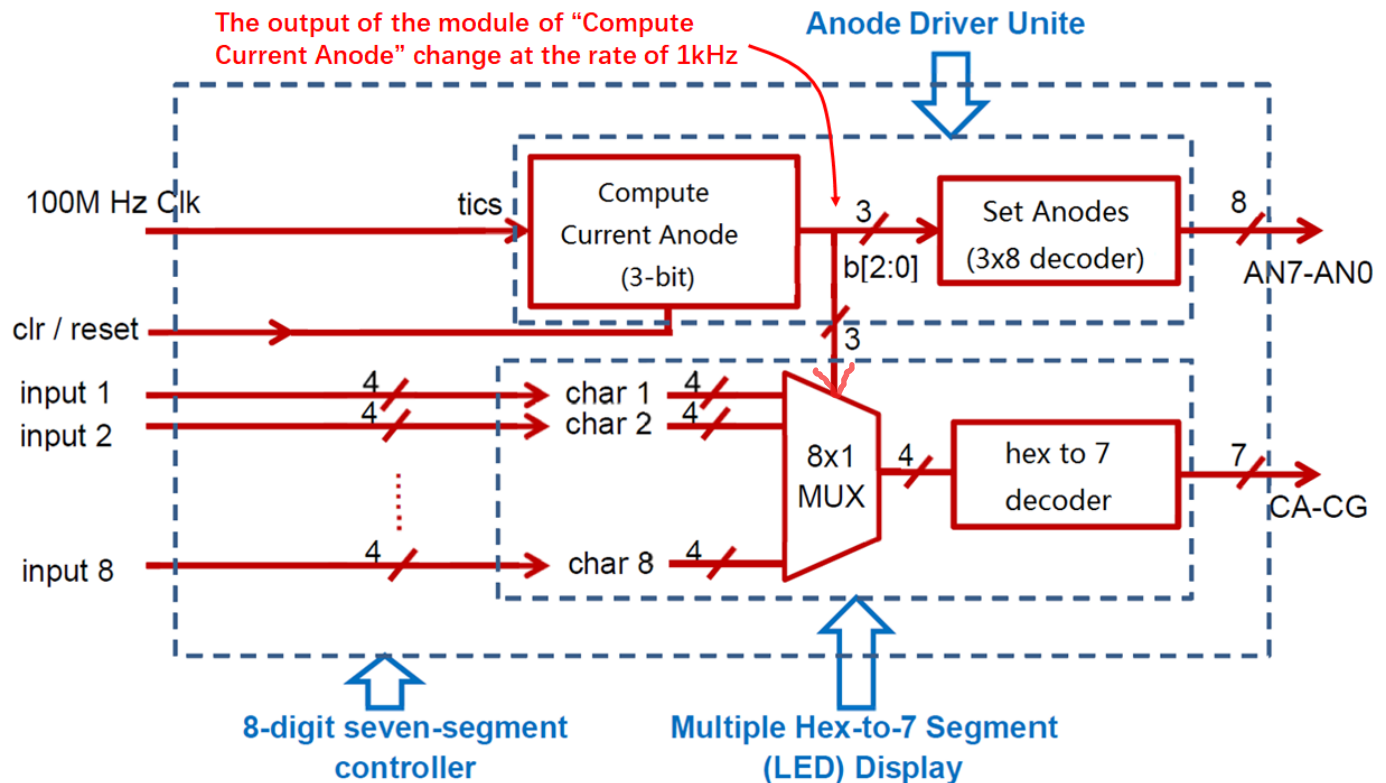 The output of the module of “Compute
Current Anode” change at the rate of 1kHz
Anode Driver Unite
100M Hz Clk
tics
Compute
Current Anode
(3-bit)
3
b[2:0]
Set Anodes
(3x8 decoder)
8
AN7-AN0
clr / reset
3
input 1
4
char 1
4
input 2
4
char 2
4
8x1
MUX
4
hex to 7
decoder
7
CA-CG
input 8
4
char 8
4
8-digit seven-segment
controller
Multiple Hex-to-7 Segment
(LED) Display